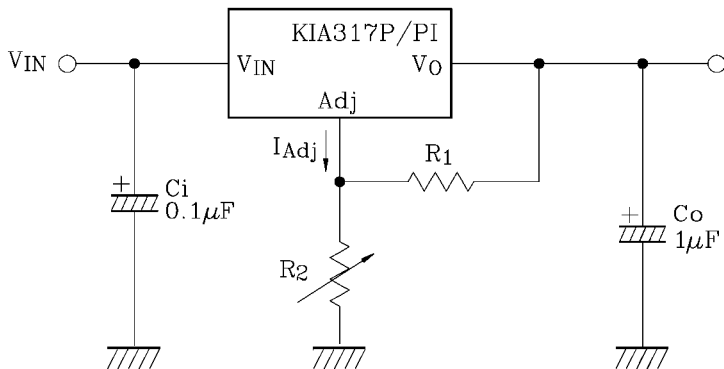 KIA317P/PI
VIN
VIN
VO
Adj
IAdj
R1
+
Ci
0.1μF
R2
+
Co
1μF